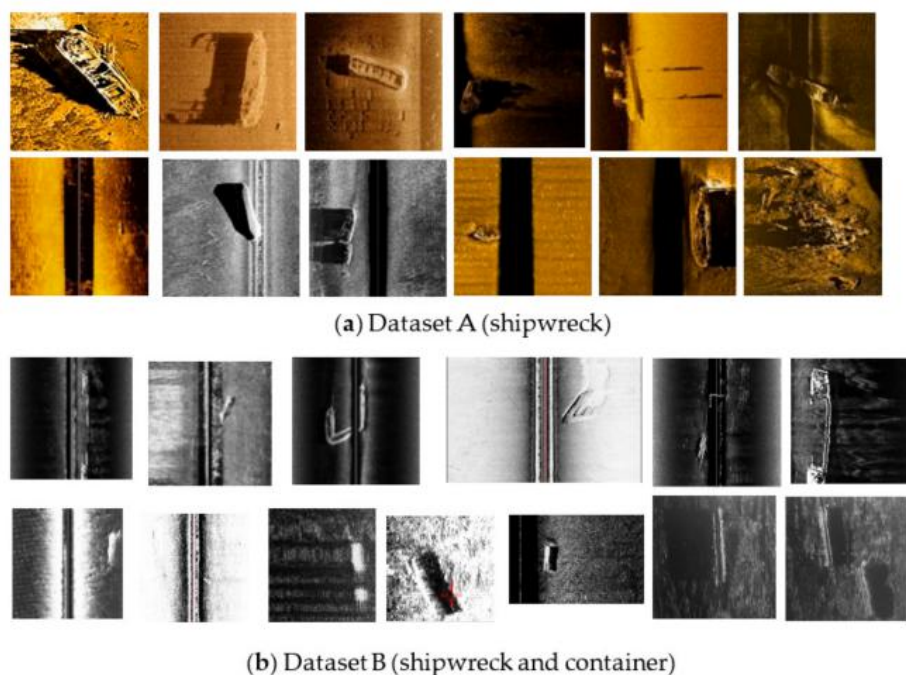 (a) Dataset A (shipwreck)
(b) Dataset B (shipwreck and container)